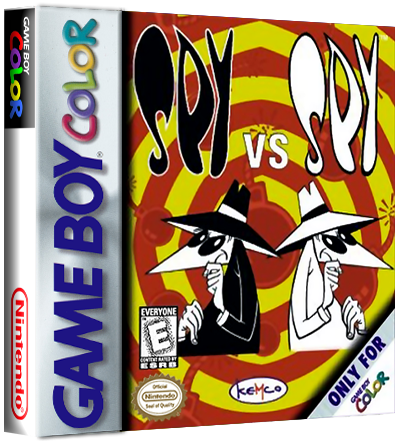 GAME BOY COLOR
Nintendo
GAME BOY COLOR
SPY
VS
SPY
TM
EVERYONE
E
CONTENT RATED BY
ESRB
Official
Nintendo
Seal of Quality
KEMCO
ONLY FOR
GAME BOY
COLOR